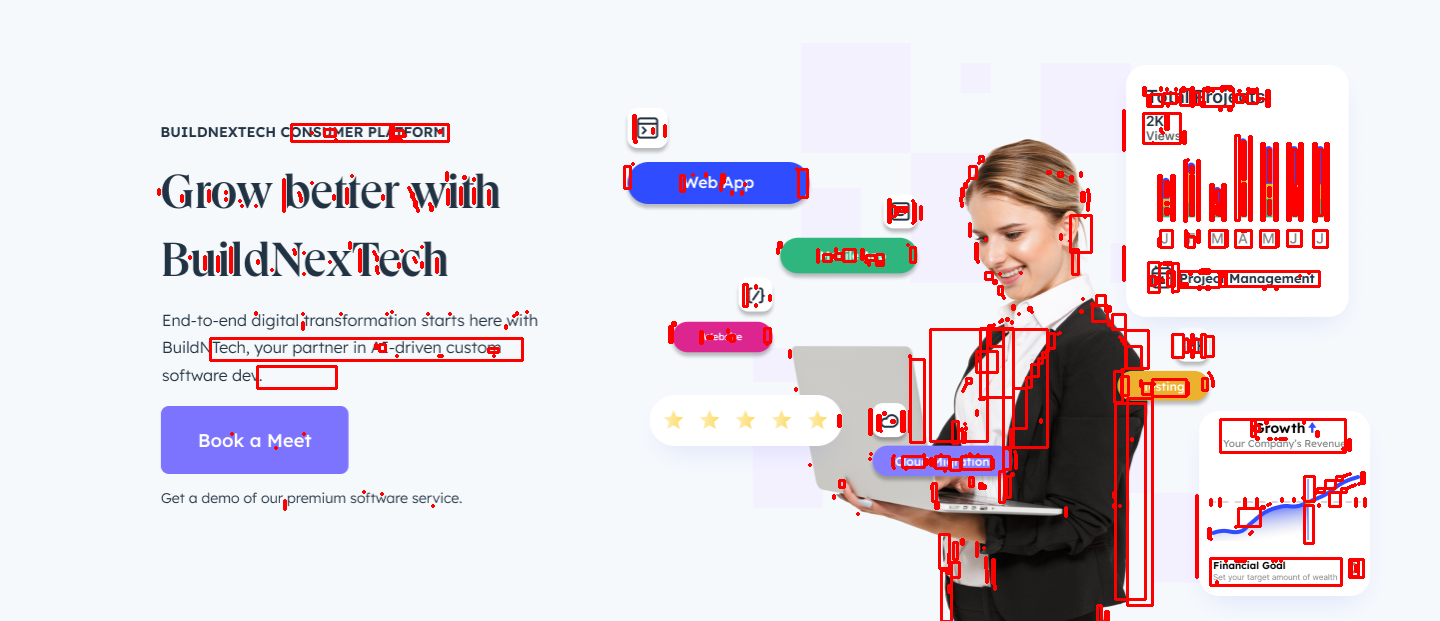 BUILDNEXTECH CONSUMER PLATFORM
Grow better with
BuildNexTech
End-to-end digital transformation starts here with
BuildNTech, your partner in AI-driven custom
software dev.
Book a Meet
Get a demo of our premium software service.
Web App
Website
Cloud Migration
Testing
Total Projects
2K
Views
J F M A M J J
Project Management
Growth
Your Company's Revenue
Financial Goal
Set your target amount of wealth